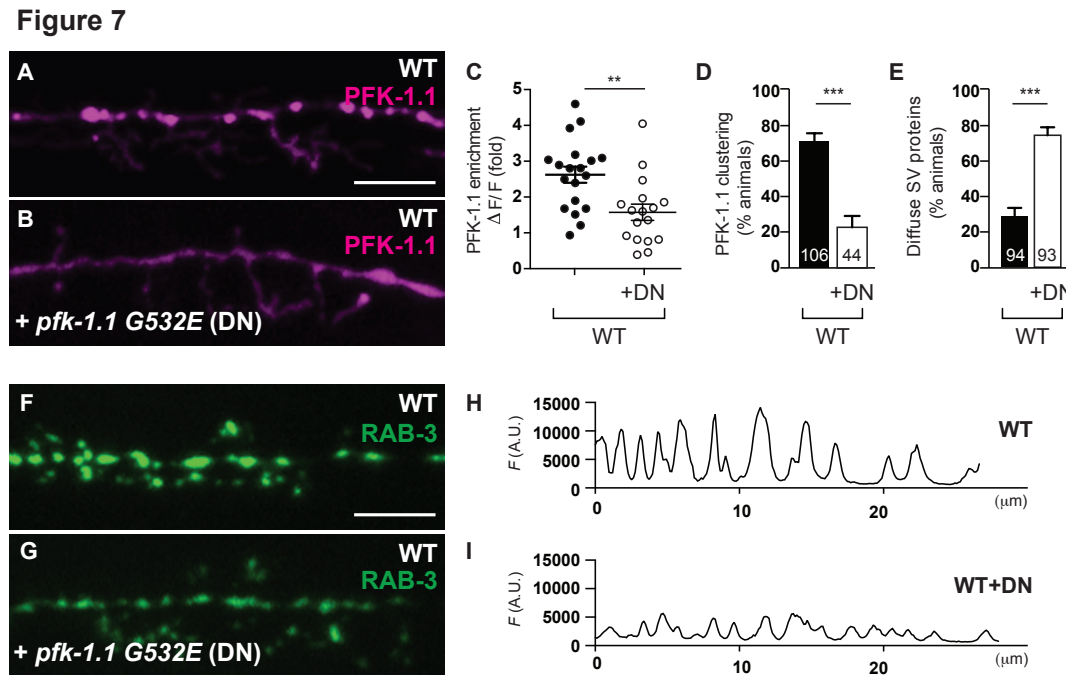 Figure 7
A
WT
PFK-1.1
B
WT
PFK-1.1
+ pfk-1.1 G532E (DN)
C
**
PFK-1.1 enrichment
Δ F/ F (fold)
5
4
3
2
1
0
+DN
WT
D
***
PFK-1.1 clustering
(% animals)
100
80
60
40
20
0
106
44
+DN
WT
E
***
Diffuse SV proteins
(% animals)
100
80
60
40
20
0
94
93
+DN
WT
F
WT
RAB-3
G
WT
RAB-3
+ pfk-1.1 G532E (DN)
H
F (A.U.)
15000
10000
5000
0
WT
0
10
20
(μm)
I
F (A.U.)
15000
10000
5000
0
WT+DN
0
10
20
(μm)